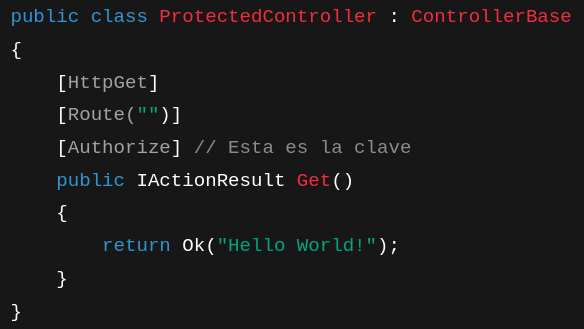 public class ProtectedController : ControllerBase
{
    [HttpGet]
    [Route("")]
    [Authorize] // Esta es la clave
    public IActionResult Get()
    {
        return Ok("Hello World!");
    }
}